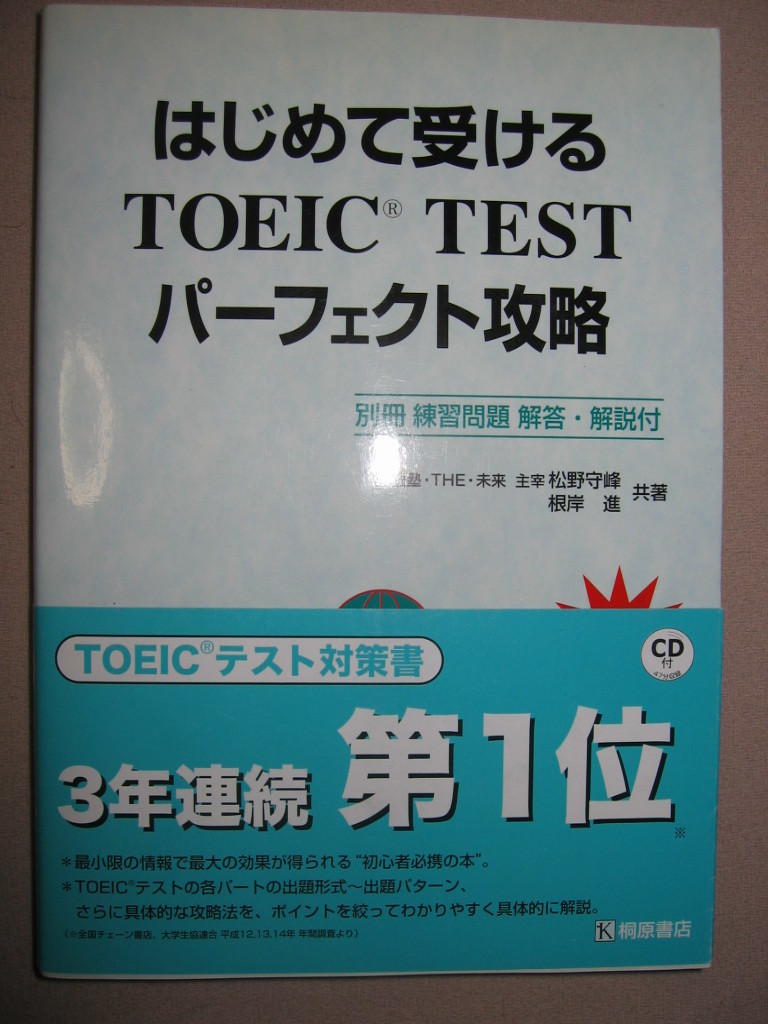 はじめて受ける
TOEIC® TEST
パーフェクト攻略
別冊 練習問題 解答・解説付
塾・THE・未来 主宰 松野守峰
根岸 進
共著
TOEIC®テスト対策書
CD
付
47分収録
3年連続 第1位
※
＊最小限の情報で最大の効果が得られる“初心者必携の本”。
＊TOEIC®テストの各パートの出題形式〜出題パターン、
さらに具体的な攻略法を、ポイントを絞ってわかりやすく具体的に解説。
（※全国チェーン書店、大学生協連合 平成12,13,14年 年間調査より）
K 桐原書店